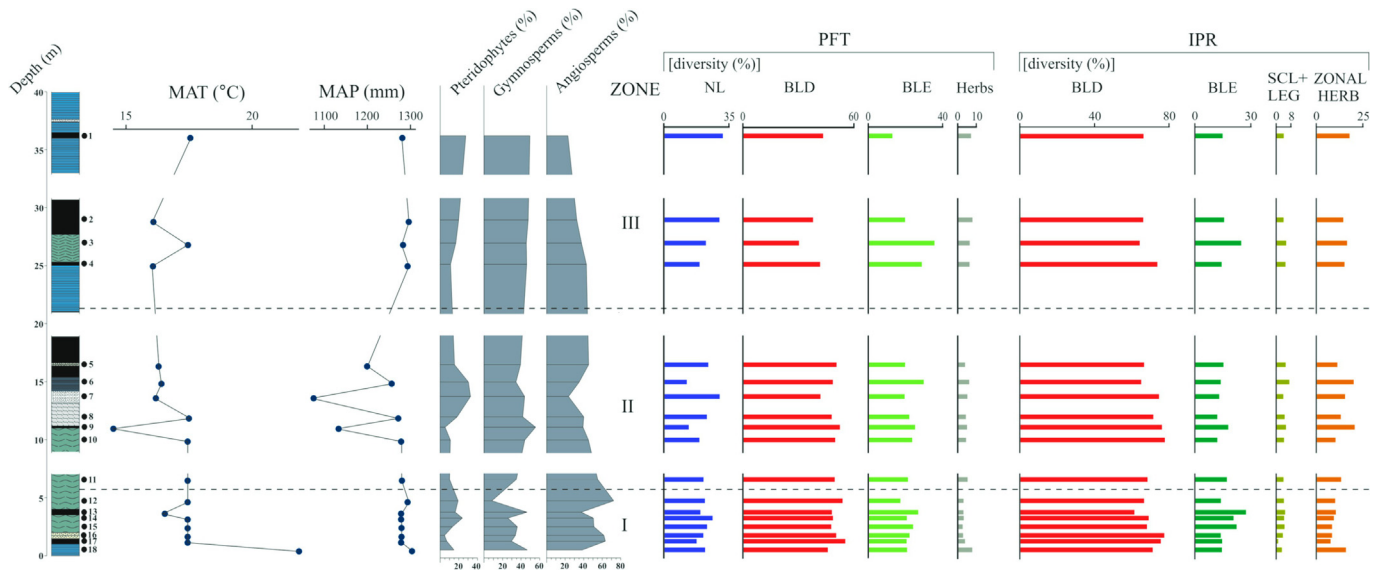 PFT
IPR
Depth (m)
Pteridophytes (%)
Gymnosperms (%)
Angiosperms (%)
[diversity (%)]
[diversity (%)]
MAT (°C)
MAP (mm)
ZONE
NL
BLD
BLE
Herbs
BLD
BLE
SCL+
LEG
ZONAL
HERB
40
15
20
1100
1200
1300
0
35
0
60
0
40
0
10
0
40
80
0
30
0
8
0
25
1
35
30
2
III
3
25
4
20
5
15
6
7
II
8
9
10
10
11
5
12
13
I
14
15
16
17
0
18
20
40
20
40
60
20
40
60
80